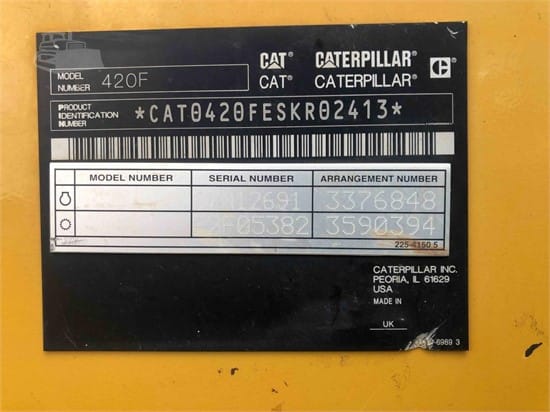 CAT CATERPILLAR
CAT® CATERPILLAR®
MODEL NUMBER 420F
PRODUCT IDENTIFICATION NUMBER *CAT0420FESKR02413*
MODEL NUMBER SERIAL NUMBER ARRANGEMENT NUMBER
3376848
3590394
225-4150 5
CATERPILLAR INC.
PEORIA, IL 61629
USA
MADE IN
UK